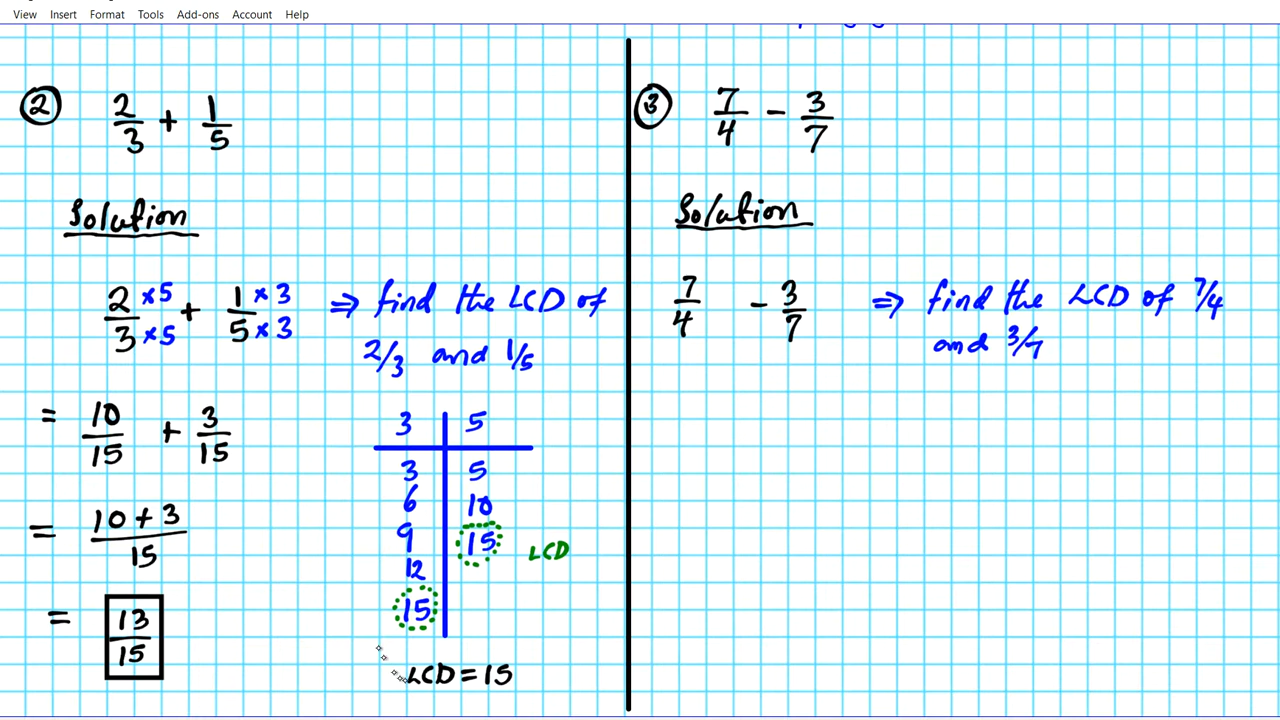 View Insert Format Tools Add-ons Account Help
2 2/3 + 1/5
Solution
2/3 ×5/×5 + 1/5 ×3/×3 ⇒ find the LCD of
2/3 and 1/5
= 10/15 + 3/15
3 5
3 5
6 10
9 15 LCD
12
15
= 10+3/15
= 13/15
LCD = 15
3 7/4 - 3/7
Solution
7/4 - 3/7 ⇒ find the LCD of 7/4
and 3/7